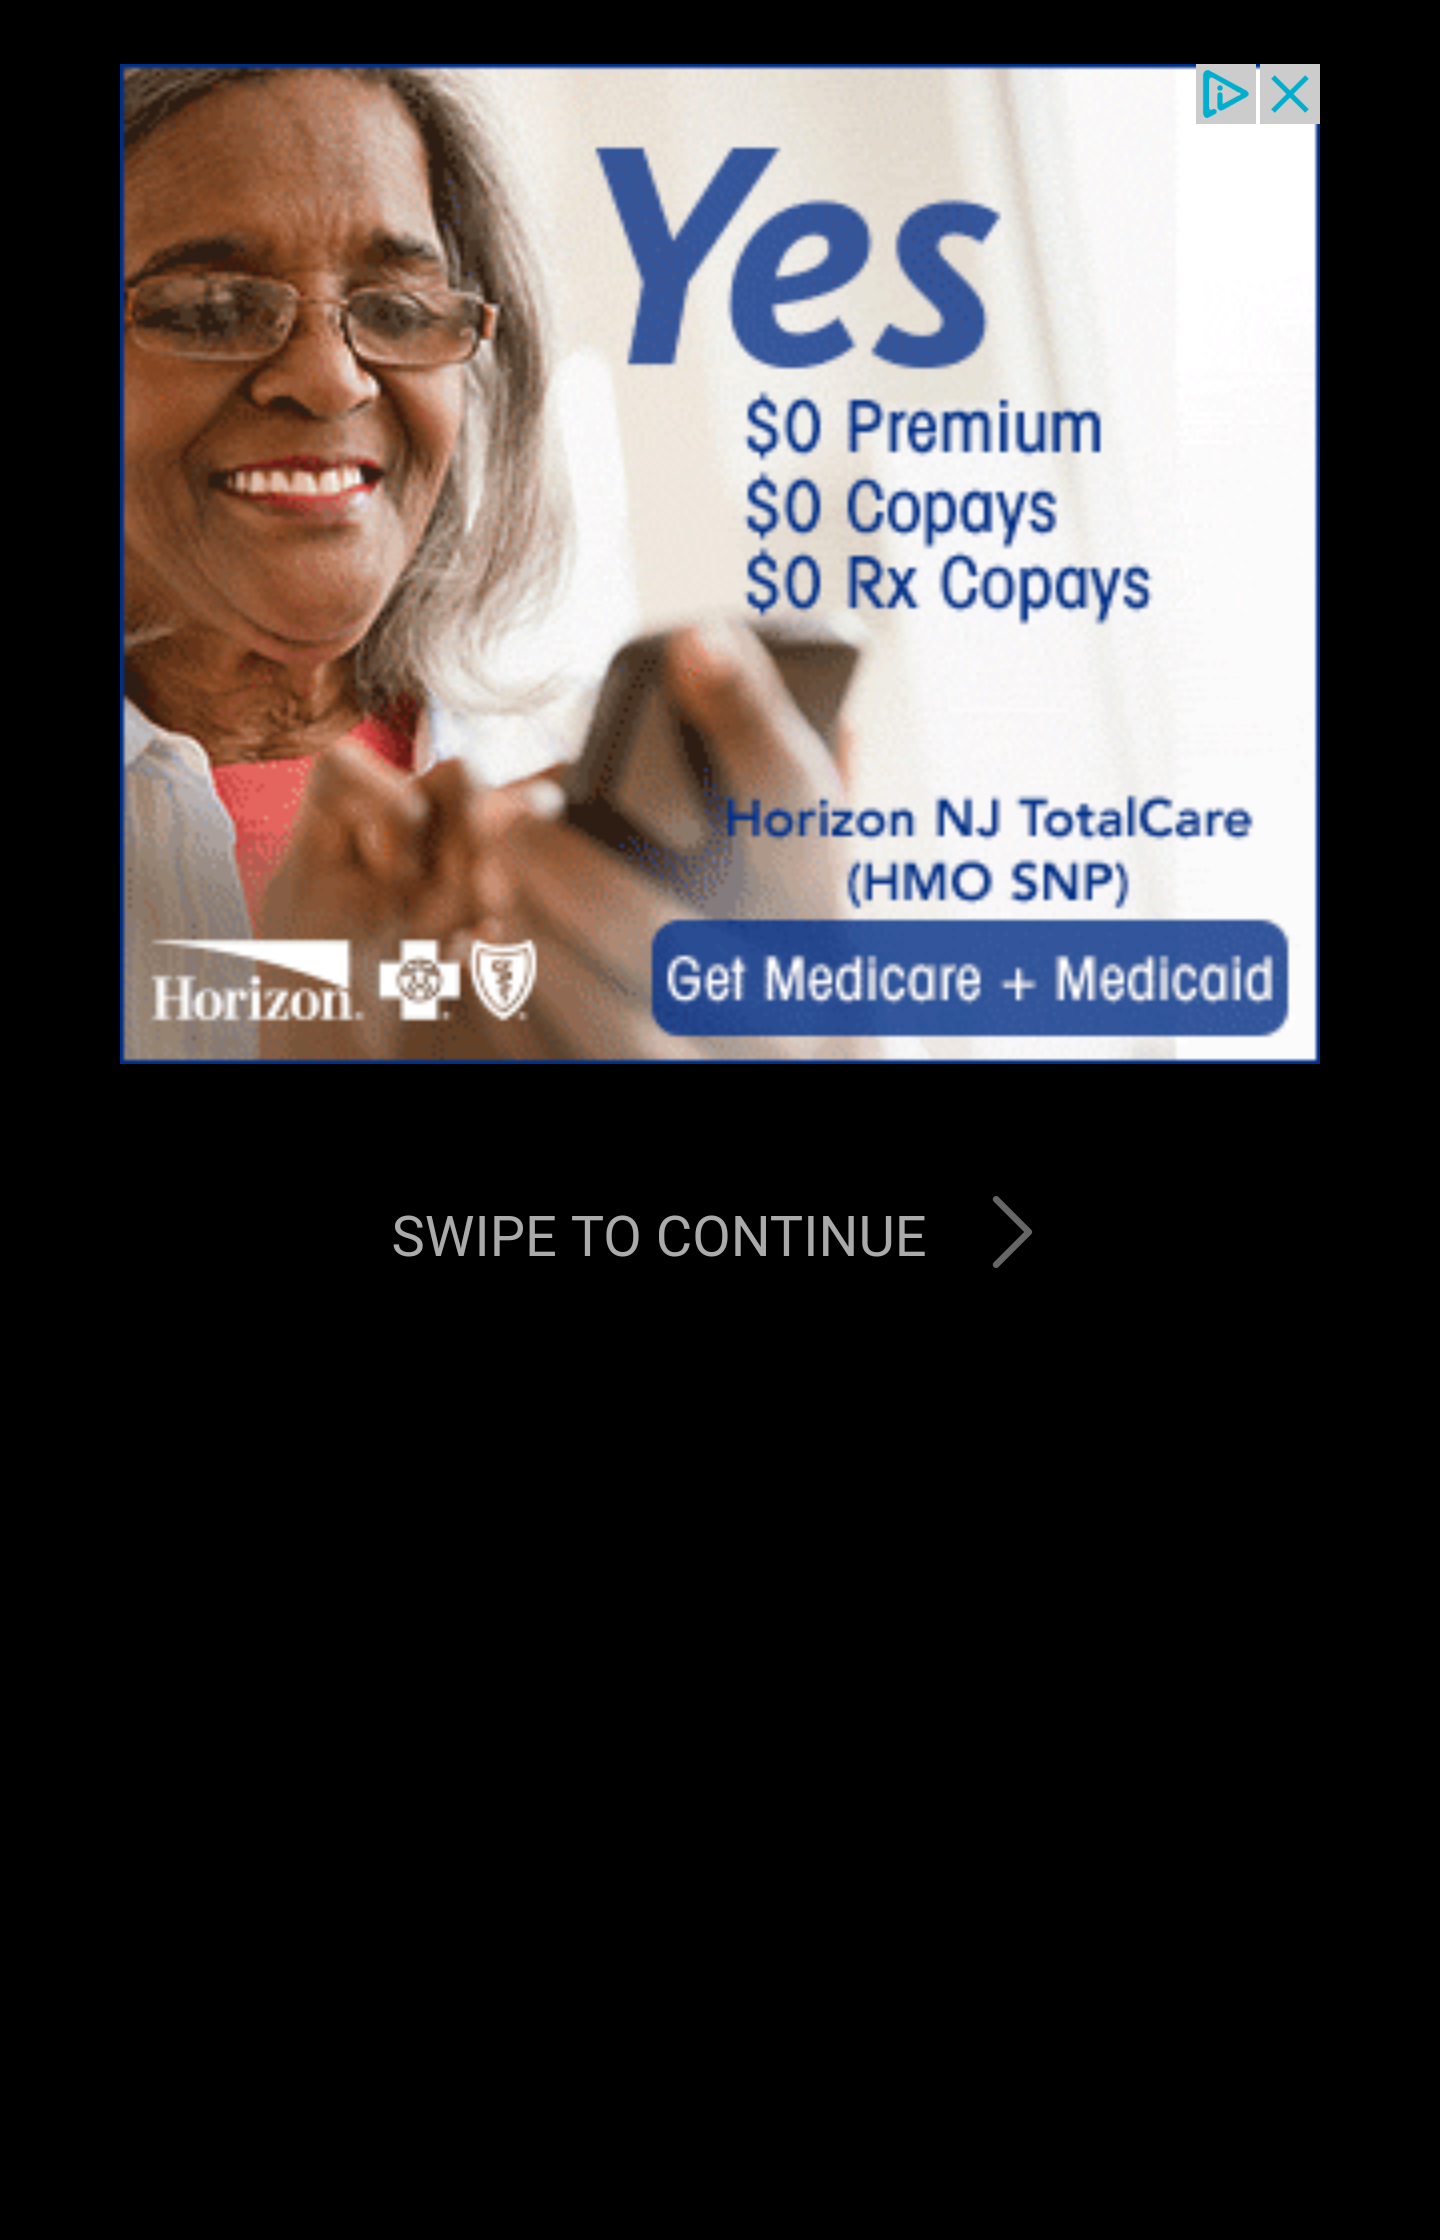 Yes
$0 Premium
$0 Copays
$0 Rx Copays
Horizon NJ TotalCare
(HMO SNP)
Horizon.
Get Medicare + Medicaid
SWIPE TO CONTINUE